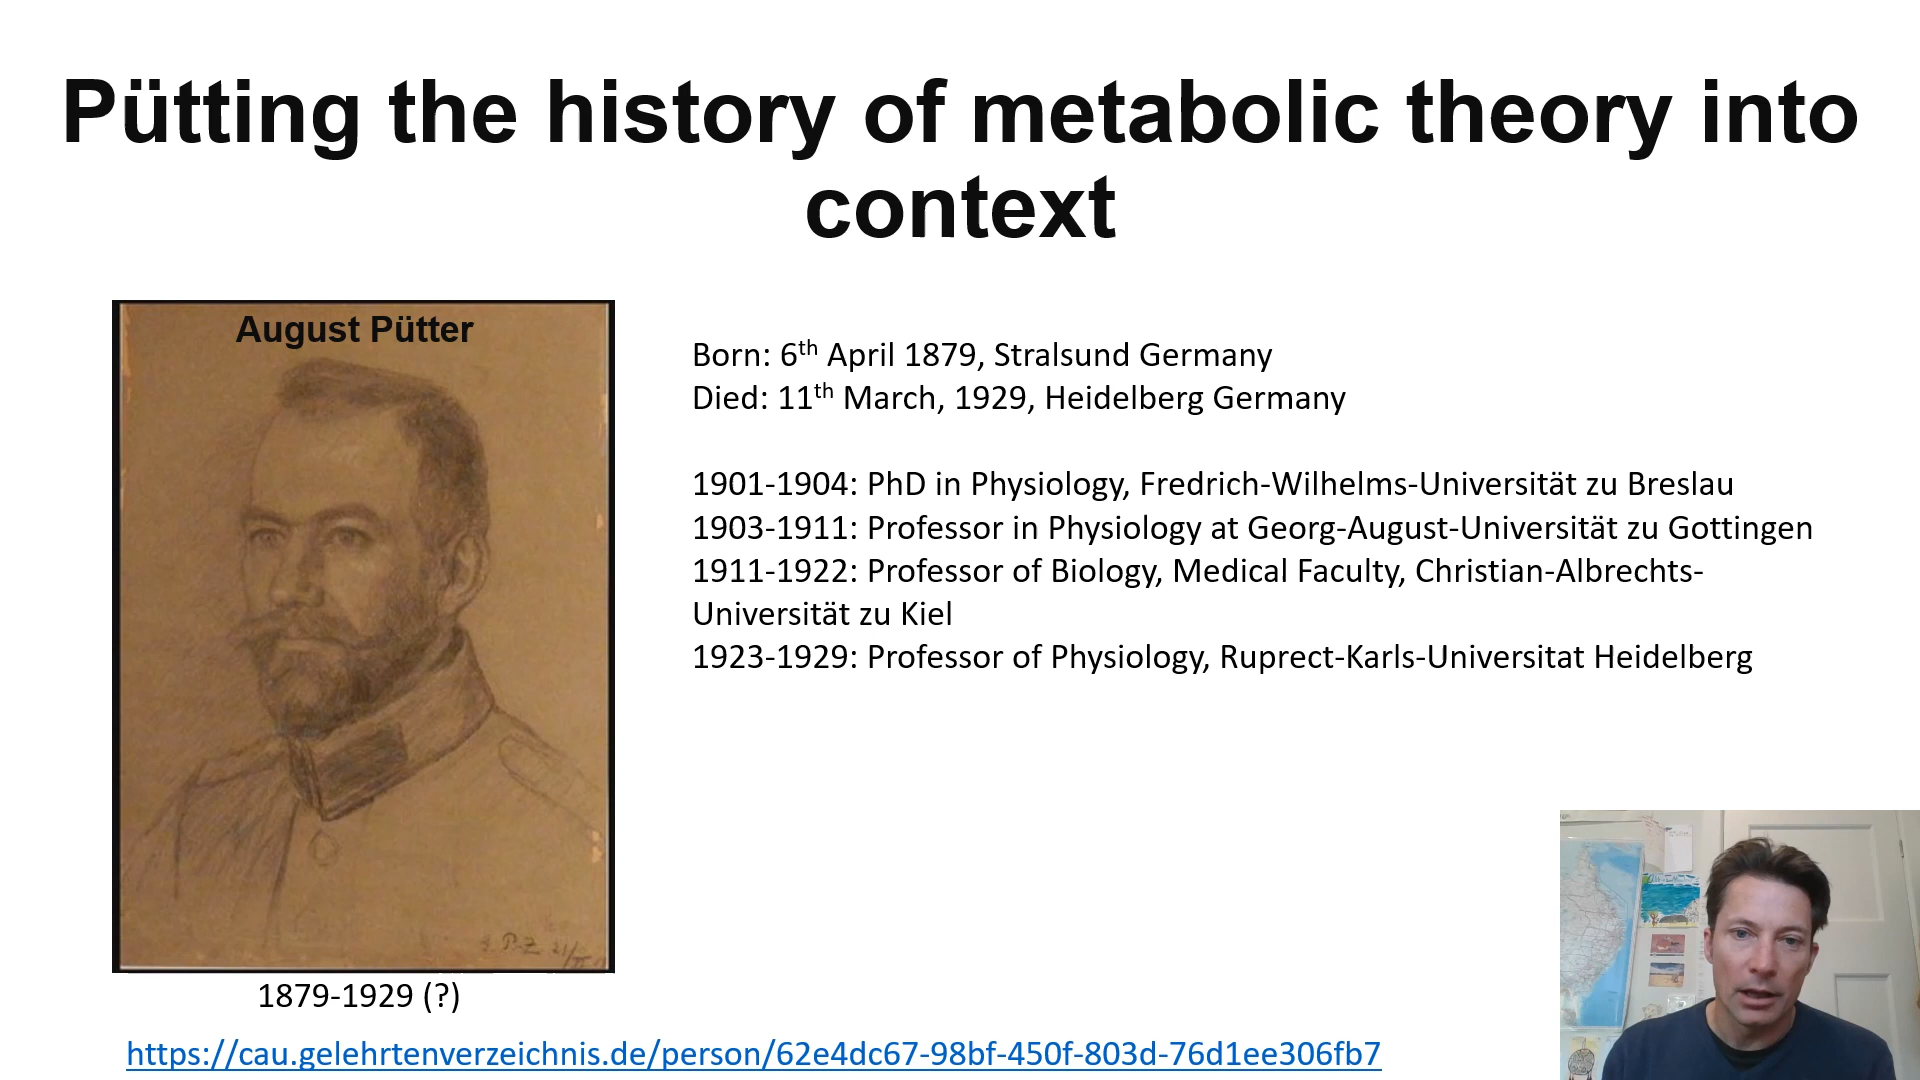 Pütting the history of metabolic theory into
context
August Pütter
Born: 6th April 1879, Stralsund Germany
Died: 11th March, 1929, Heidelberg Germany
1901-1904: PhD in Physiology, Fredrich-Wilhelms-Universität zu Breslau
1903-1911: Professor in Physiology at Georg-August-Universität zu Gottingen
1911-1922: Professor of Biology, Medical Faculty, Christian-Albrechts-
Universität zu Kiel
1923-1929: Professor of Physiology, Ruprect-Karls-Universitat Heidelberg
1879-1929 (?)
https://cau.gelehrtenverzeichnis.de/person/62e4dc67-98bf-450f-803d-76d1ee306fb7